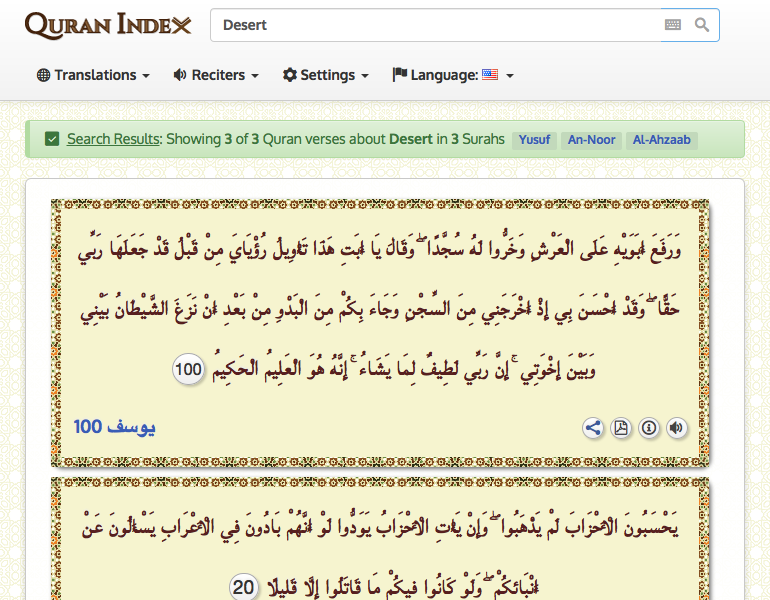 QURAN INDEX
Desert
Translations
Reciters
Settings
Language:
Search Results: Showing 3 of 3 Quran verses about Desert in 3 Surahs Yusuf An-Noor Al-Ahzaab
وَرَفَعَ أَبَوَيْهِ عَلَى الْعَرْشِ وَخَرُّوا لَهُ سُجَّدًا ۖ وَقَالَ يَا أَبَتِ هَٰذَا تَأْوِيلُ رُؤْيَايَ مِنْ قَبْلُ قَدْ جَعَلَهَا رَبِّي
حَقًّا ۖ وَقَدْ أَحْسَنَ بِي إِذْ أَخْرَجَنِي مِنَ السِّجْنِ وَجَاءَ بِكُمْ مِنَ الْبَدْوِ مِنْ بَعْدِ أَنْ نَزَغَ الشَّيْطَانُ بَيْنِي
وَبَيْنَ إِخْوَتِي ۚ إِنَّ رَبِّي لَطِيفٌ لِمَا يَشَاءُ ۚ إِنَّهُ هُوَ الْعَلِيمُ الْحَكِيمُ 100
يوسف 100
يَحْسَبُونَ الْأَحْزَابَ لَمْ يَذْهَبُوا ۖ وَإِنْ يَأْتِ الْأَحْزَابُ يَوَدُّوا لَوْ أَنَّهُمْ بَادُونَ فِي الْأَعْرَابِ يَسْأَلُونَ عَنْ
أَنْبَائِكُمْ ۖ وَلَوْ كَانُوا فِيكُمْ مَا قَاتَلُوا إِلَّا قَلِيلًا 20